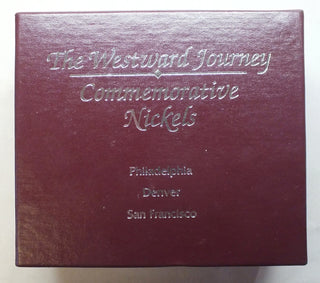 The Westward Journey
Commemorative
Nickels
Philadelphia
Denver
San Francisco